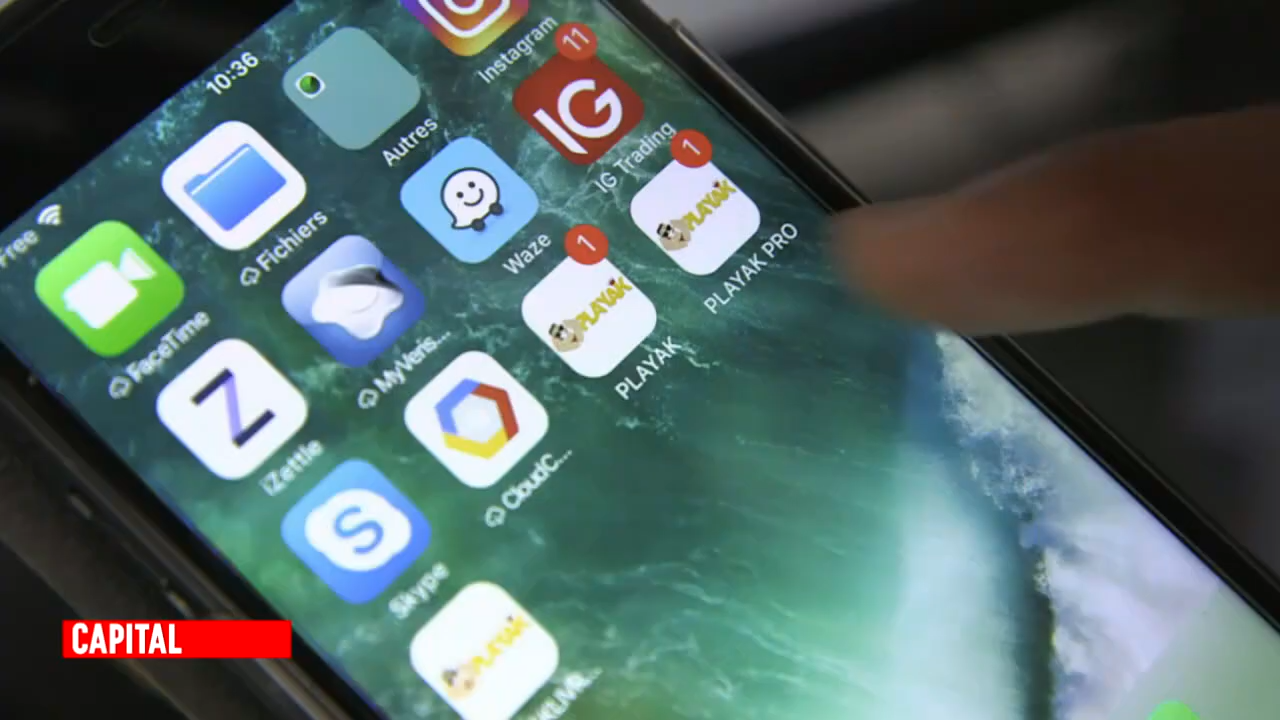 10:36
Free
Instagram
11
IG
IG Trading
Autres
Fichiers
Waze
1
PLAYAK
PLAYAK PRO
FaceTime
MyVeris...
1
PLAYAK
PLAYAK
Z
iZettle
CloudC...
S
Skype
PLAYAK
CAPITAL